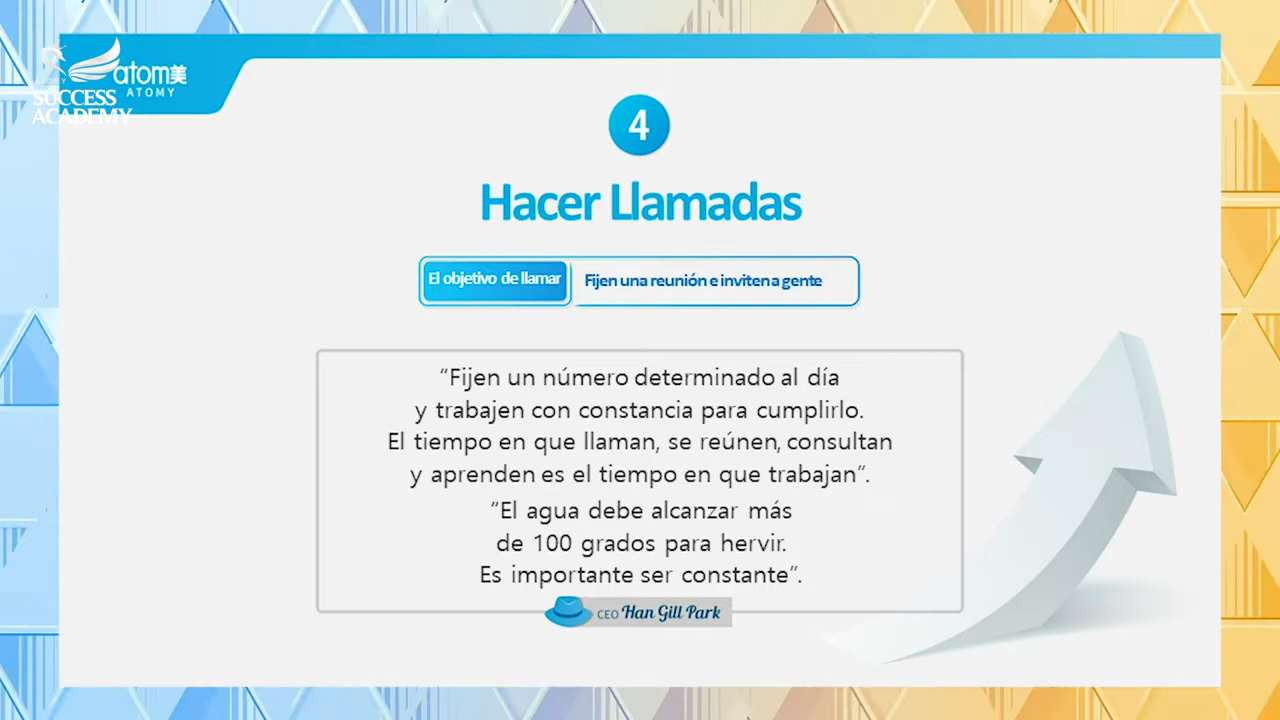 atom美
ATOMY
SUCCESS
ACADEMY
4
Hacer Llamadas
El objetivo de llamar
Fijen una reunión e inviten a gente
“Fijen un número determinado al día
y trabajen con constancia para cumplirlo.
El tiempo en que llaman, se reúnen, consultan
y aprenden es el tiempo en que trabajan”.
“El agua debe alcanzar más
de 100 grados para hervir.
Es importante ser constante”.
CEO Han Gill Park